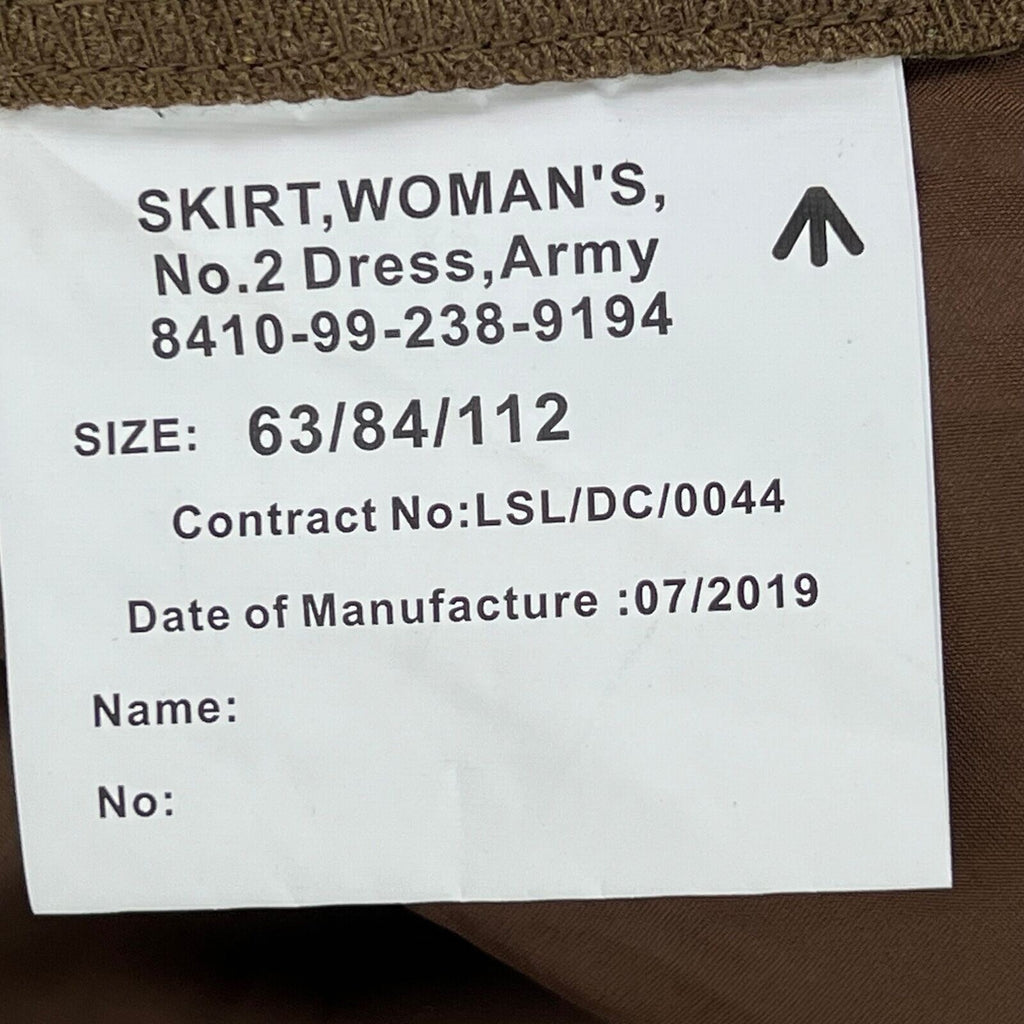 SKIRT,WOMAN'S,
No.2 Dress,Army
8410-99-238-9194
SIZE: 63/84/112
Contract No:LSL/DC/0044
Date of Manufacture :07/2019
Name:
No: